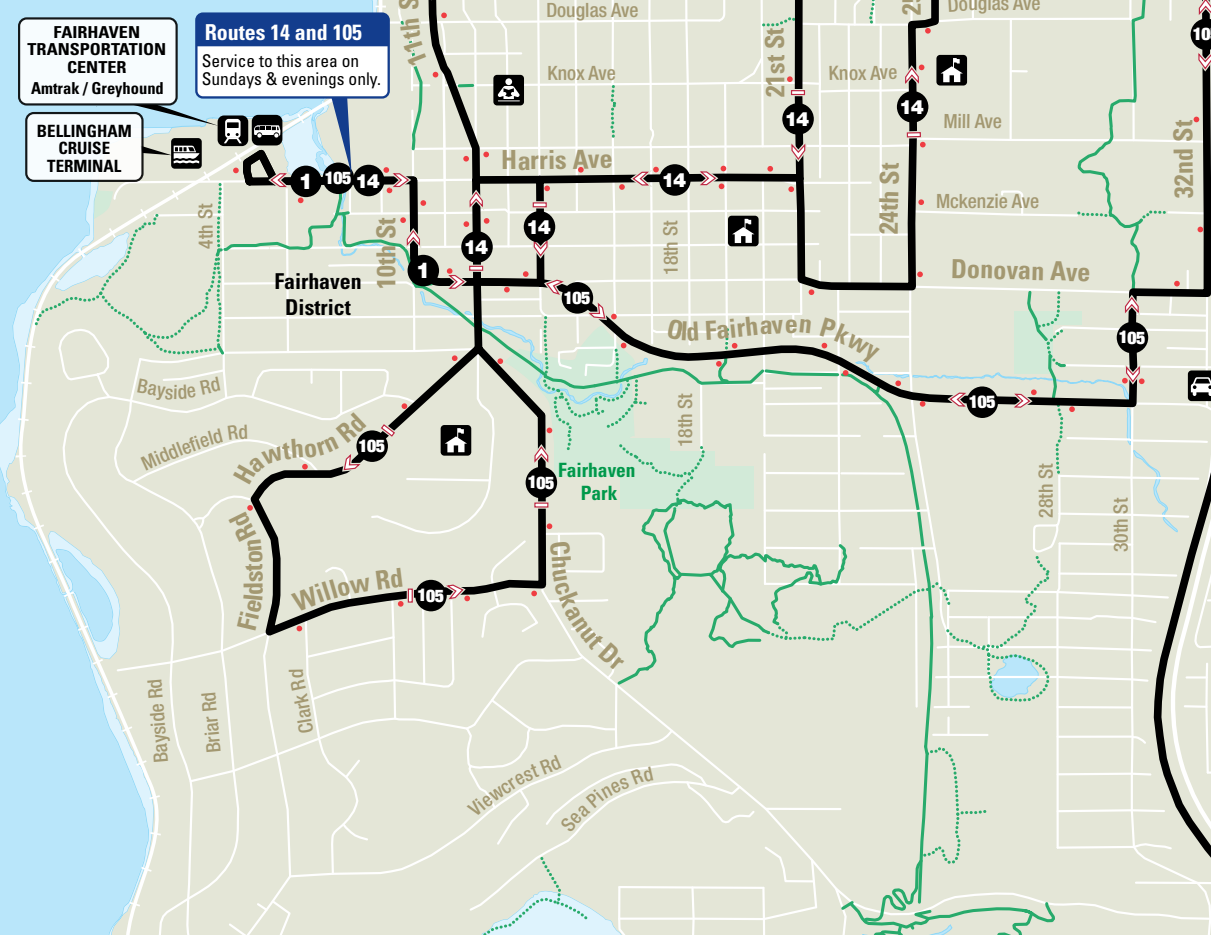 FAIRHAVEN
TRANSPORTATION
CENTER
Amtrak / Greyhound
BELLINGHAM
CRUISE
TERMINAL
Routes 14 and 105
Service to this area on
Sundays & evenings only.
11th S
Douglas Ave
Knox Ave
21st St
Knox Ave
Douglas Ave
25
Mill Ave
32nd St
10
14
14
Harris Ave
14
1
105
14
4th St
10th St
14
14
18th St
24th St
Mckenzie Ave
Donovan Ave
Fairhaven
District
1
105
Old Fairhaven Pkwy
105
105
Bayside Rd
Middlefield Rd
Hawthorn Rd
105
18th St
Fairhaven
Park
105
28th St
30th St
Fieldston Rd
Willow Rd
105
Chuckanut Dr
Bayside Rd
Briar Rd
Clark Rd
Viewcrest Rd
Sea Pines Rd